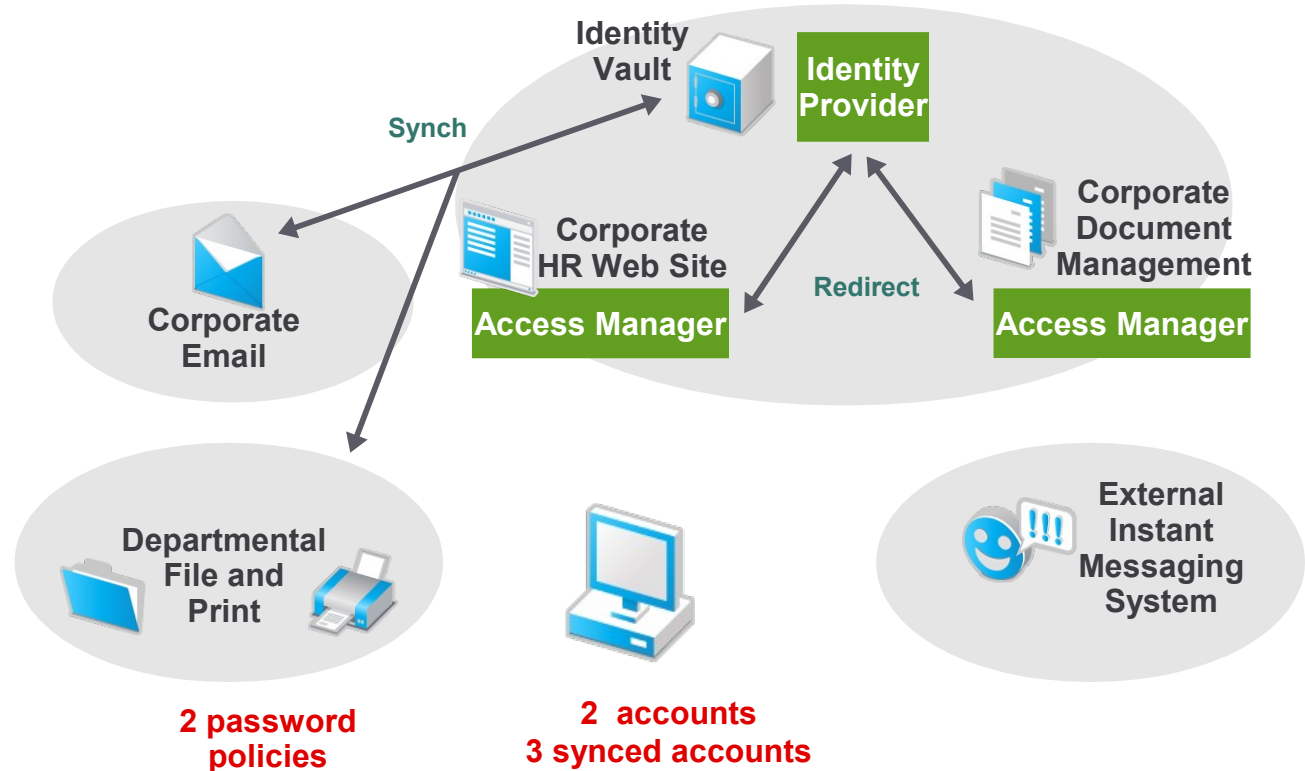 Identity
Vault
Identity
Provider
Synch
Corporate
Document
Management
Corporate
HR Web Site
Redirect
Access Manager
Access Manager
Corporate
Email
Departmental
File and
Print
External
Instant
Messaging
System
!!!
2 password
policies
2 accounts
3 synced accounts